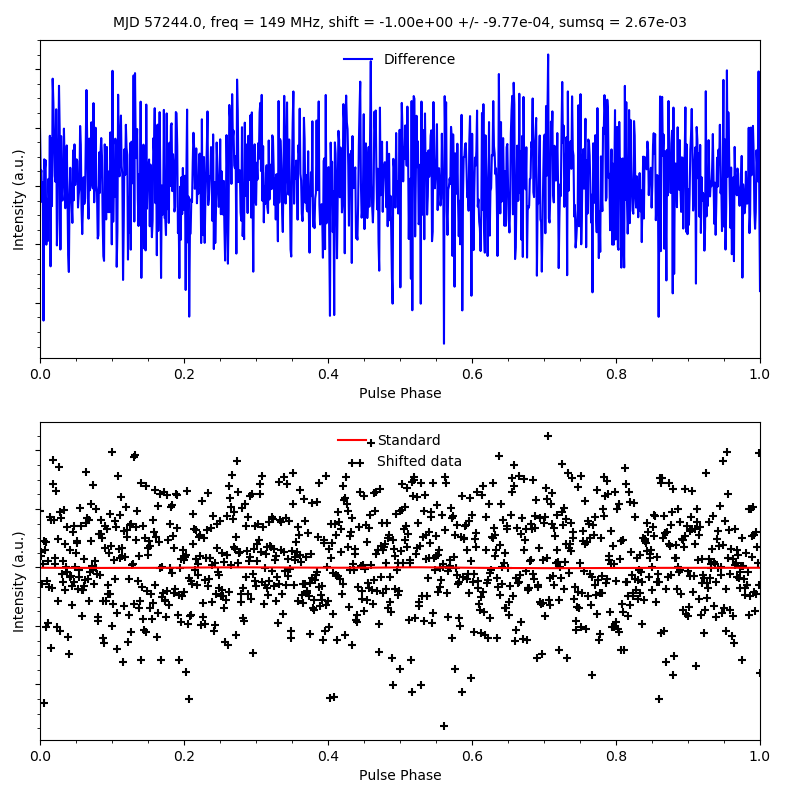 MJD 57244.0, freq = 149 MHz, shift = -1.00e+00 +/- -9.77e-04, sumsq = 2.67e-03
Difference
Intensity (a.u.)
0.0 0.2 0.4 0.6 0.8 1.0
Pulse Phase
Standard
Shifted data
Intensity (a.u.)
0.0 0.2 0.4 0.6 0.8 1.0
Pulse Phase